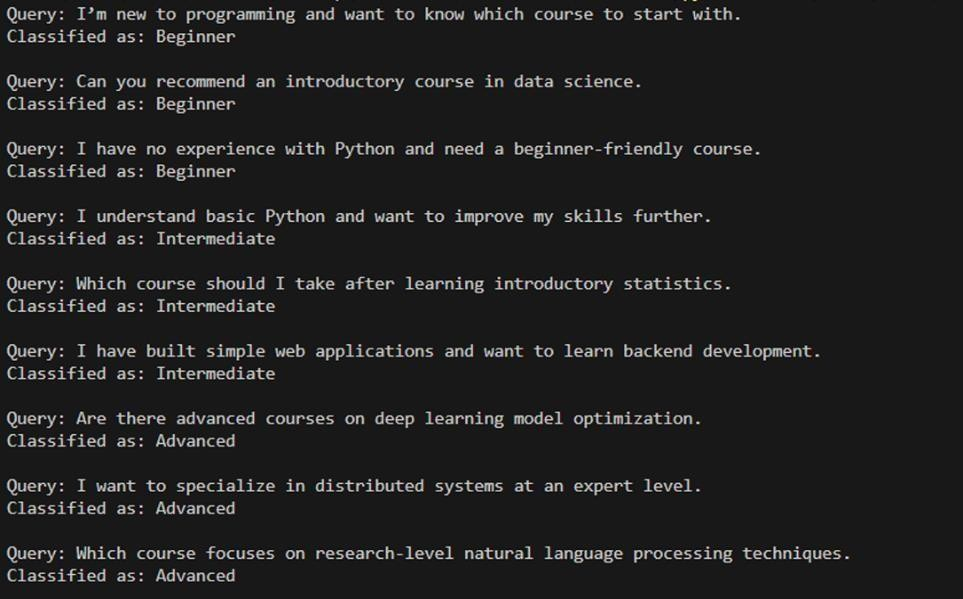 Query: I’m new to programming and want to know which course to start with.
Classified as: Beginner
Query: Can you recommend an introductory course in data science.
Classified as: Beginner
Query: I have no experience with Python and need a beginner-friendly course.
Classified as: Beginner
Query: I understand basic Python and want to improve my skills further.
Classified as: Intermediate
Query: Which course should I take after learning introductory statistics.
Classified as: Intermediate
Query: I have built simple web applications and want to learn backend development.
Classified as: Intermediate
Query: Are there advanced courses on deep learning model optimization.
Classified as: Advanced
Query: I want to specialize in distributed systems at an expert level.
Classified as: Advanced
Query: Which course focuses on research-level natural language processing techniques.
Classified as: Advanced